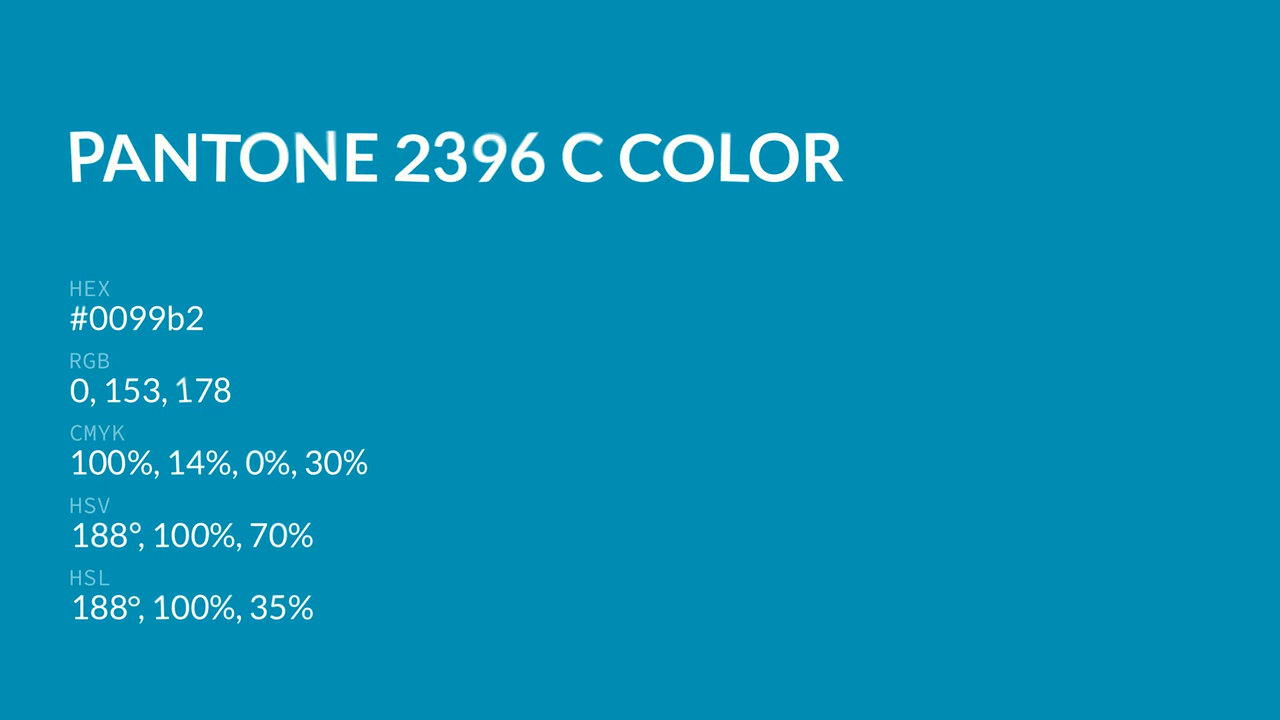 PANTONE 2396 C COLOR
HEX
#0099b2
RGB
0, 153, 178
CMYK
100%, 14%, 0%, 30%
HSV
188°, 100%, 70%
HSL
188°, 100%, 35%